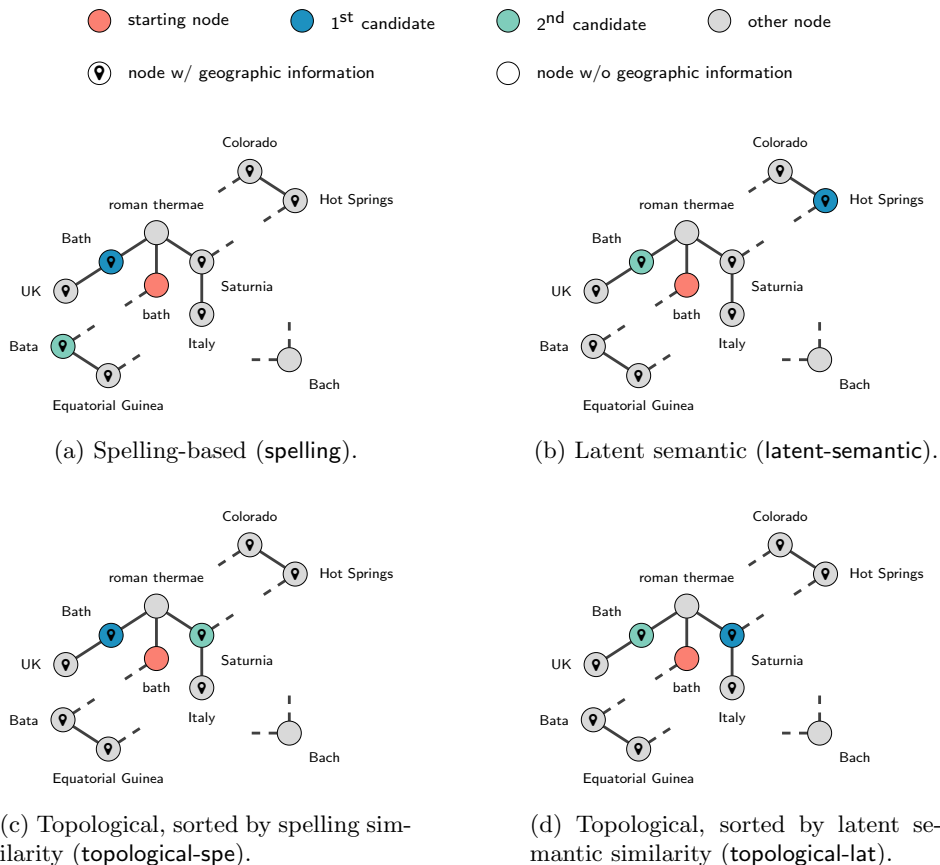 starting node
1st candidate
2nd candidate
other node
node w/ geographic information
node w/o geographic information
Colorado
Hot Springs
roman thermae
Bath
UK
Saturnia
bath
Italy
Bata
Bach
Equatorial Guinea
(a) Spelling-based (spelling).
Colorado
Hot Springs
roman thermae
Bath
UK
Saturnia
bath
Italy
Bata
Bach
Equatorial Guinea
(b) Latent semantic (latent-semantic).
Colorado
Hot Springs
roman thermae
Bath
UK
Saturnia
bath
Italy
Bata
Bach
Equatorial Guinea
(c) Topological, sorted by spelling sim-
ilarity (topological-spe).
Colorado
Hot Springs
roman thermae
Bath
UK
Saturnia
bath
Italy
Bata
Bach
Equatorial Guinea
(d) Topological, sorted by latent se-
mantic similarity (topological-lat).